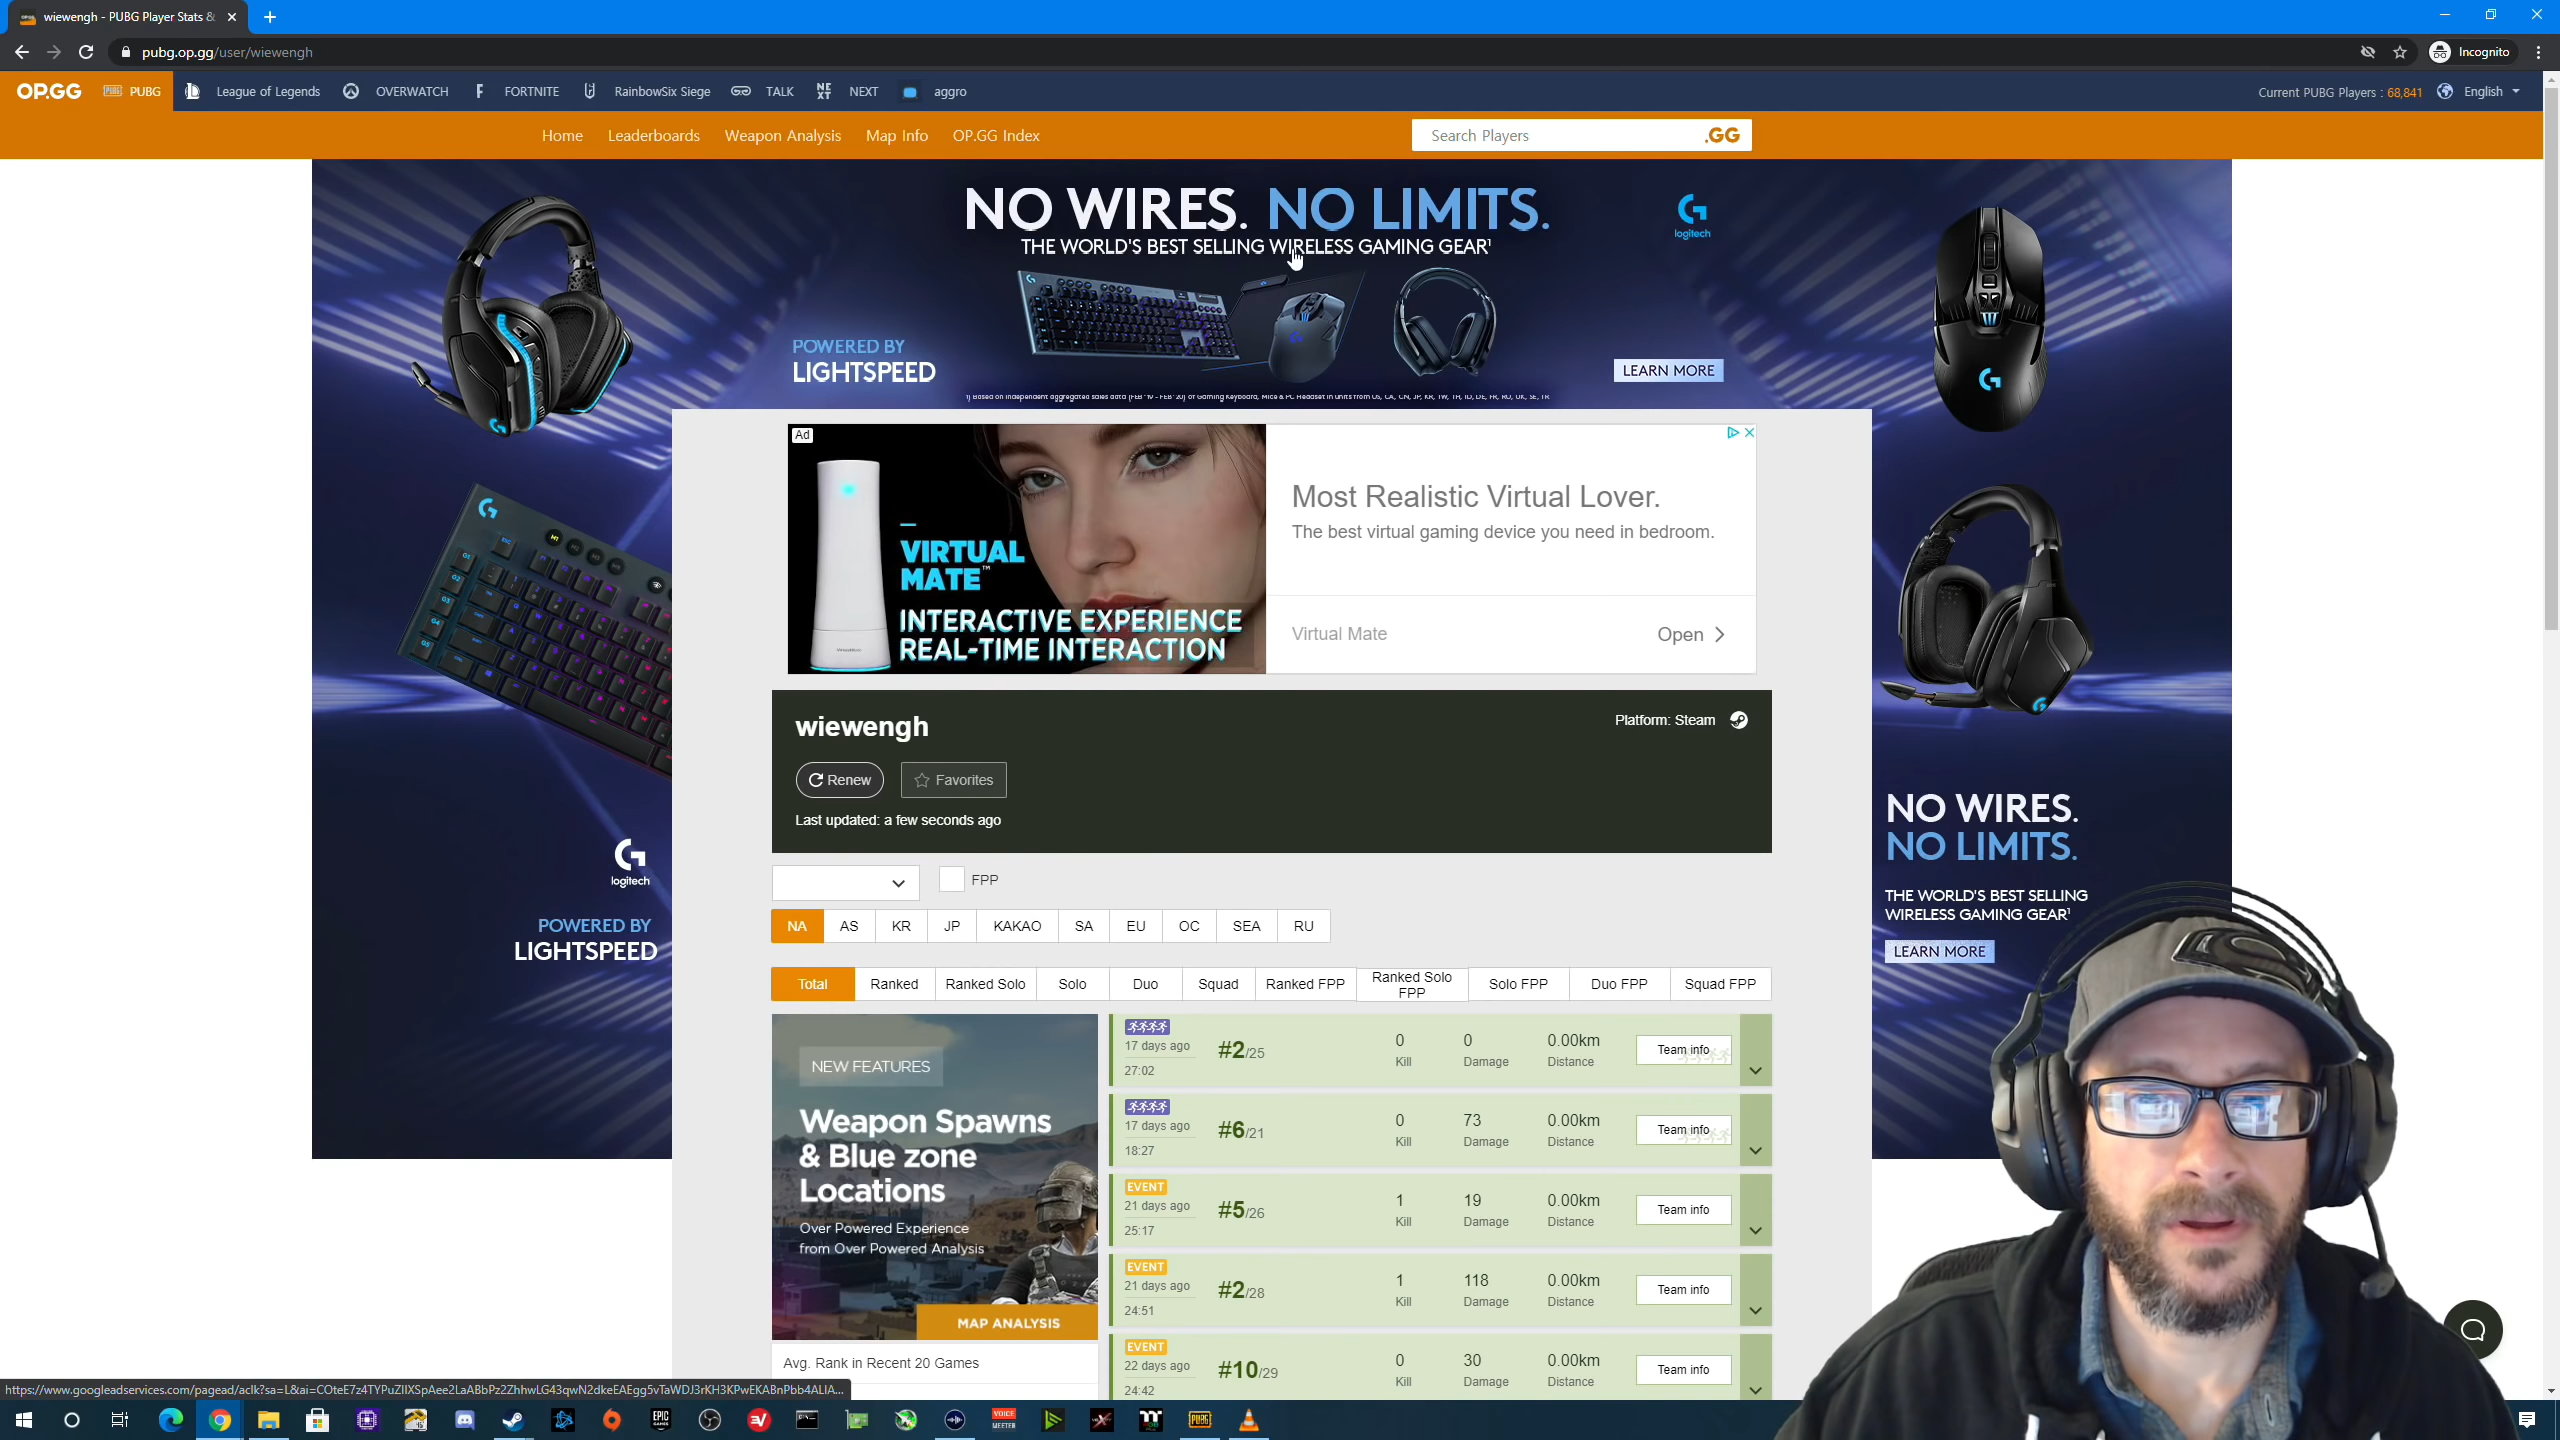 wiewengh - PUBG Player Stats &
pubg.op.gg/user/wiewengh
Incognito
OP.GG
PUBG
League of Legends
OVERWATCH
FORTNITE
RainbowSix Siege
TALK
NEXT
aggro
Current PUBG Players : 68,841
English
Home
Leaderboards
Weapon Analysis
Map Info
OP.GG Index
Search Players
.GG
NO WIRES. NO LIMITS.
THE WORLD'S BEST SELLING WIRELESS GAMING GEAR¹
logitech
POWERED BY
LIGHTSPEED
LEARN MORE
Ad
VIRTUAL
MATE™
INTERACTIVE EXPERIENCE
REAL-TIME INTERACTION
Most Realistic Virtual Lover.
The best virtual gaming device you need in bedroom.
Virtual Mate
Open
wiewengh
Platform: Steam
Renew
Favorites
Last updated: a few seconds ago
logitech
POWERED BY
LIGHTSPEED
NO WIRES.
NO LIMITS.
THE WORLD'S BEST SELLING
WIRELESS GAMING GEAR¹
LEARN MORE
FPP
NA AS KR JP KAKAO SA EU OC SEA RU
Total Ranked Ranked Solo Solo Duo Squad Ranked FPP Ranked Solo FPP Solo FPP Duo FPP Squad FPP
NEW FEATURES
Weapon Spawns
& Blue zone
Locations
Over Powered Experience
from Over Powered Analysis
MAP ANALYSIS
Avg. Rank in Recent 20 Games
17 days ago
27:02
#2/25
0 Kill
0 Damage
0.00km Distance
Team info
17 days ago
18:27
#6/21
0 Kill
73 Damage
0.00km Distance
Team info
EVENT
21 days ago
25:17
#5/26
1 Kill
19 Damage
0.00km Distance
Team info
EVENT
21 days ago
24:51
#2/28
1 Kill
118 Damage
0.00km Distance
Team info
EVENT
22 days ago
24:42
#10/29
0 Kill
30 Damage
0.00km Distance
Team info
EPIC
VOICE
MEETER
PUBG